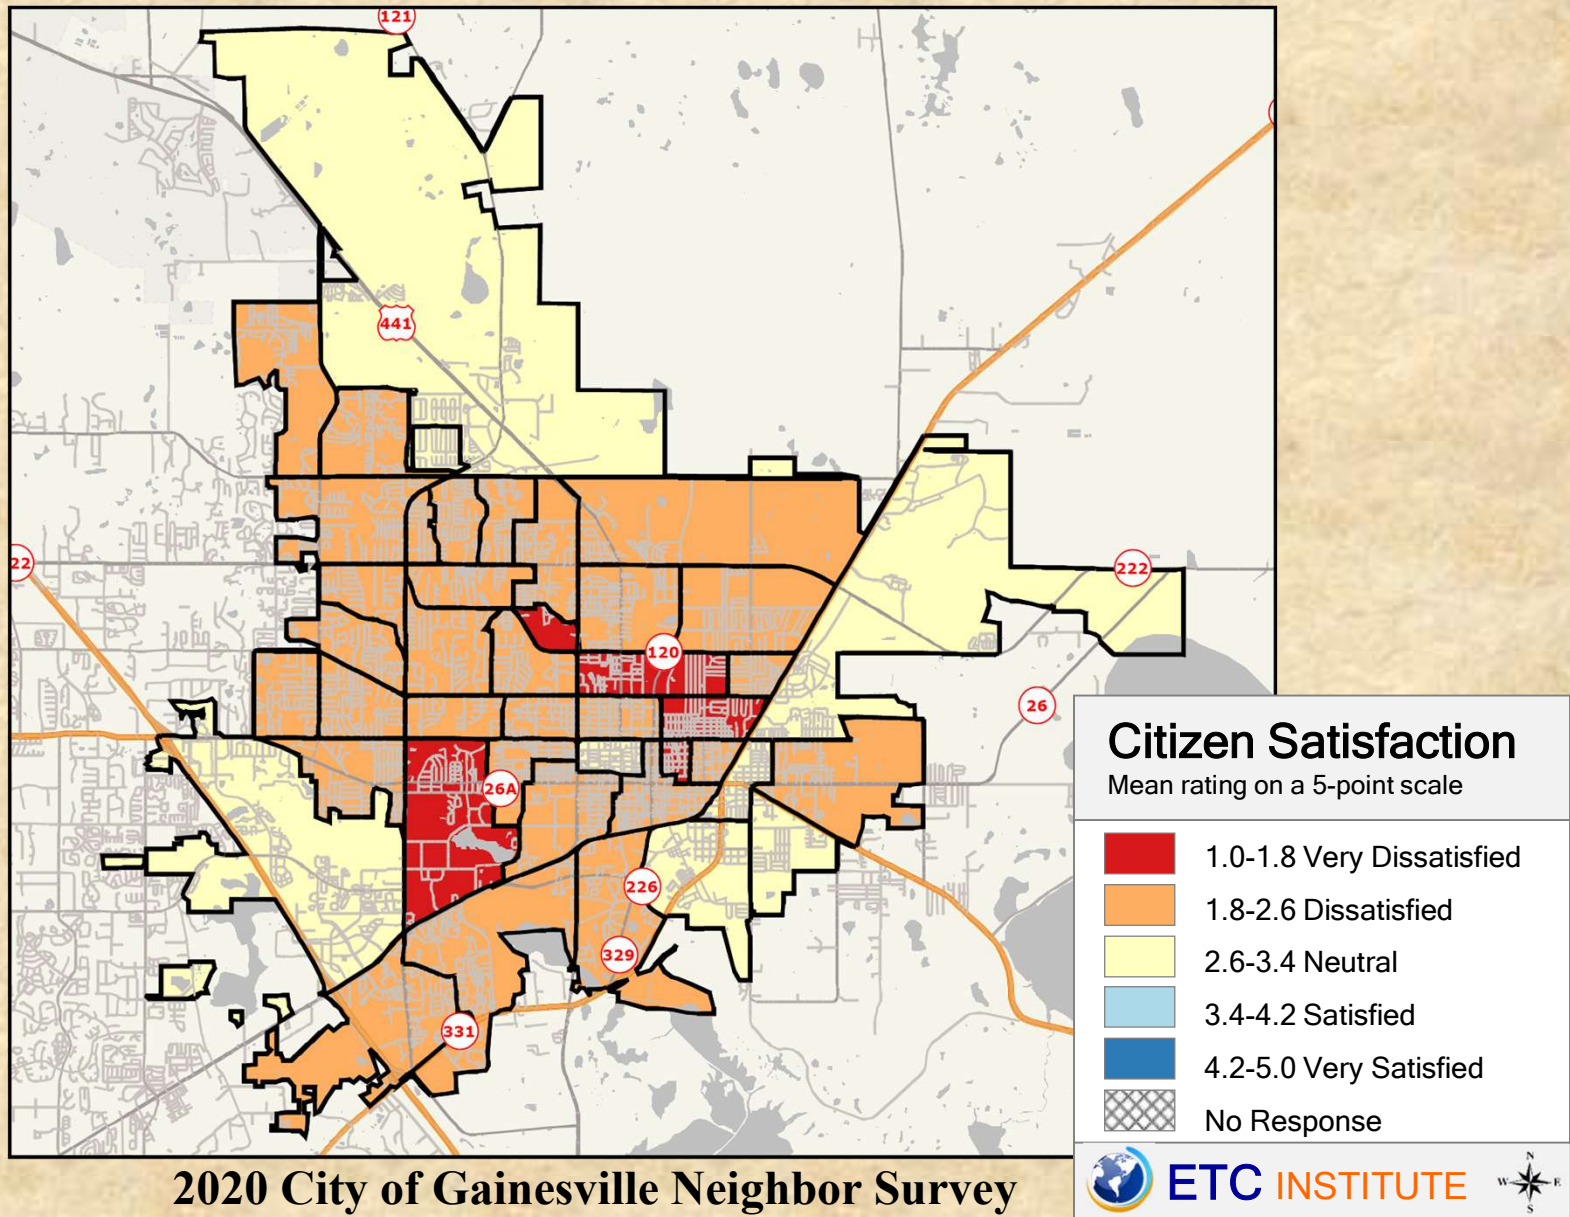 121
441
22
222
120
26
26A
226
329
331
Citizen Satisfaction
Mean rating on a 5-point scale
1.0-1.8 Very Dissatisfied
1.8-2.6 Dissatisfied
2.6-3.4 Neutral
3.4-4.2 Satisfied
4.2-5.0 Very Satisfied
No Response
2020 City of Gainesville Neighbor Survey
ETC INSTITUTE
N
W E
S